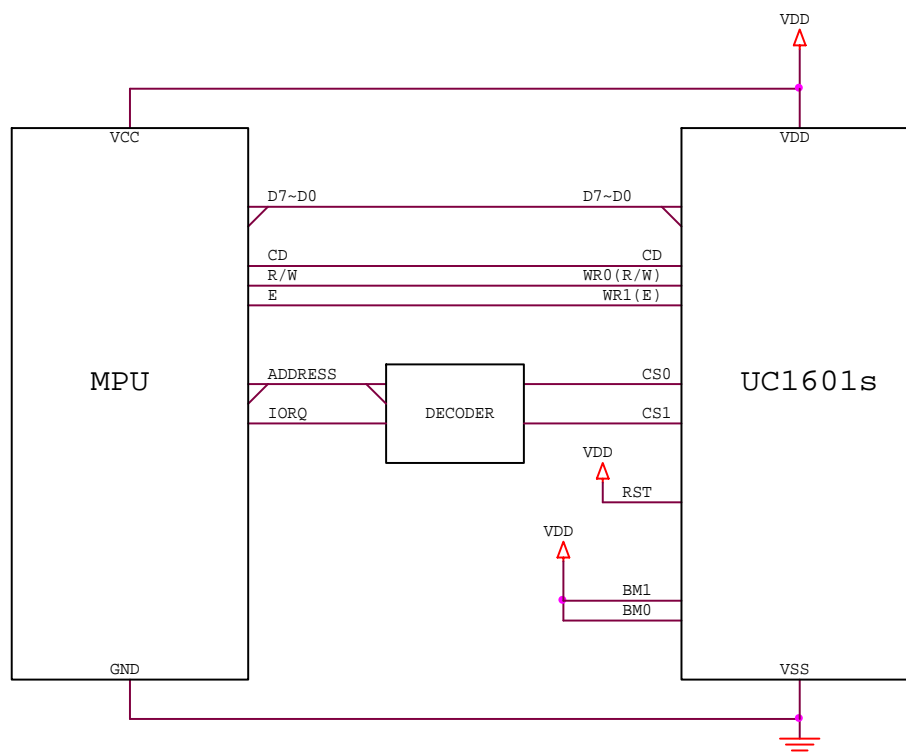 VDD
VCC VDD
D7~D0 D7~D0
CD CD
R/W WR0(R/W)
E WR1(E)
MPU UC1601s
ADDRESS CS0
IORQ DECODER CS1
VDD
RST
VDD
BM1
BM0
GND VSS